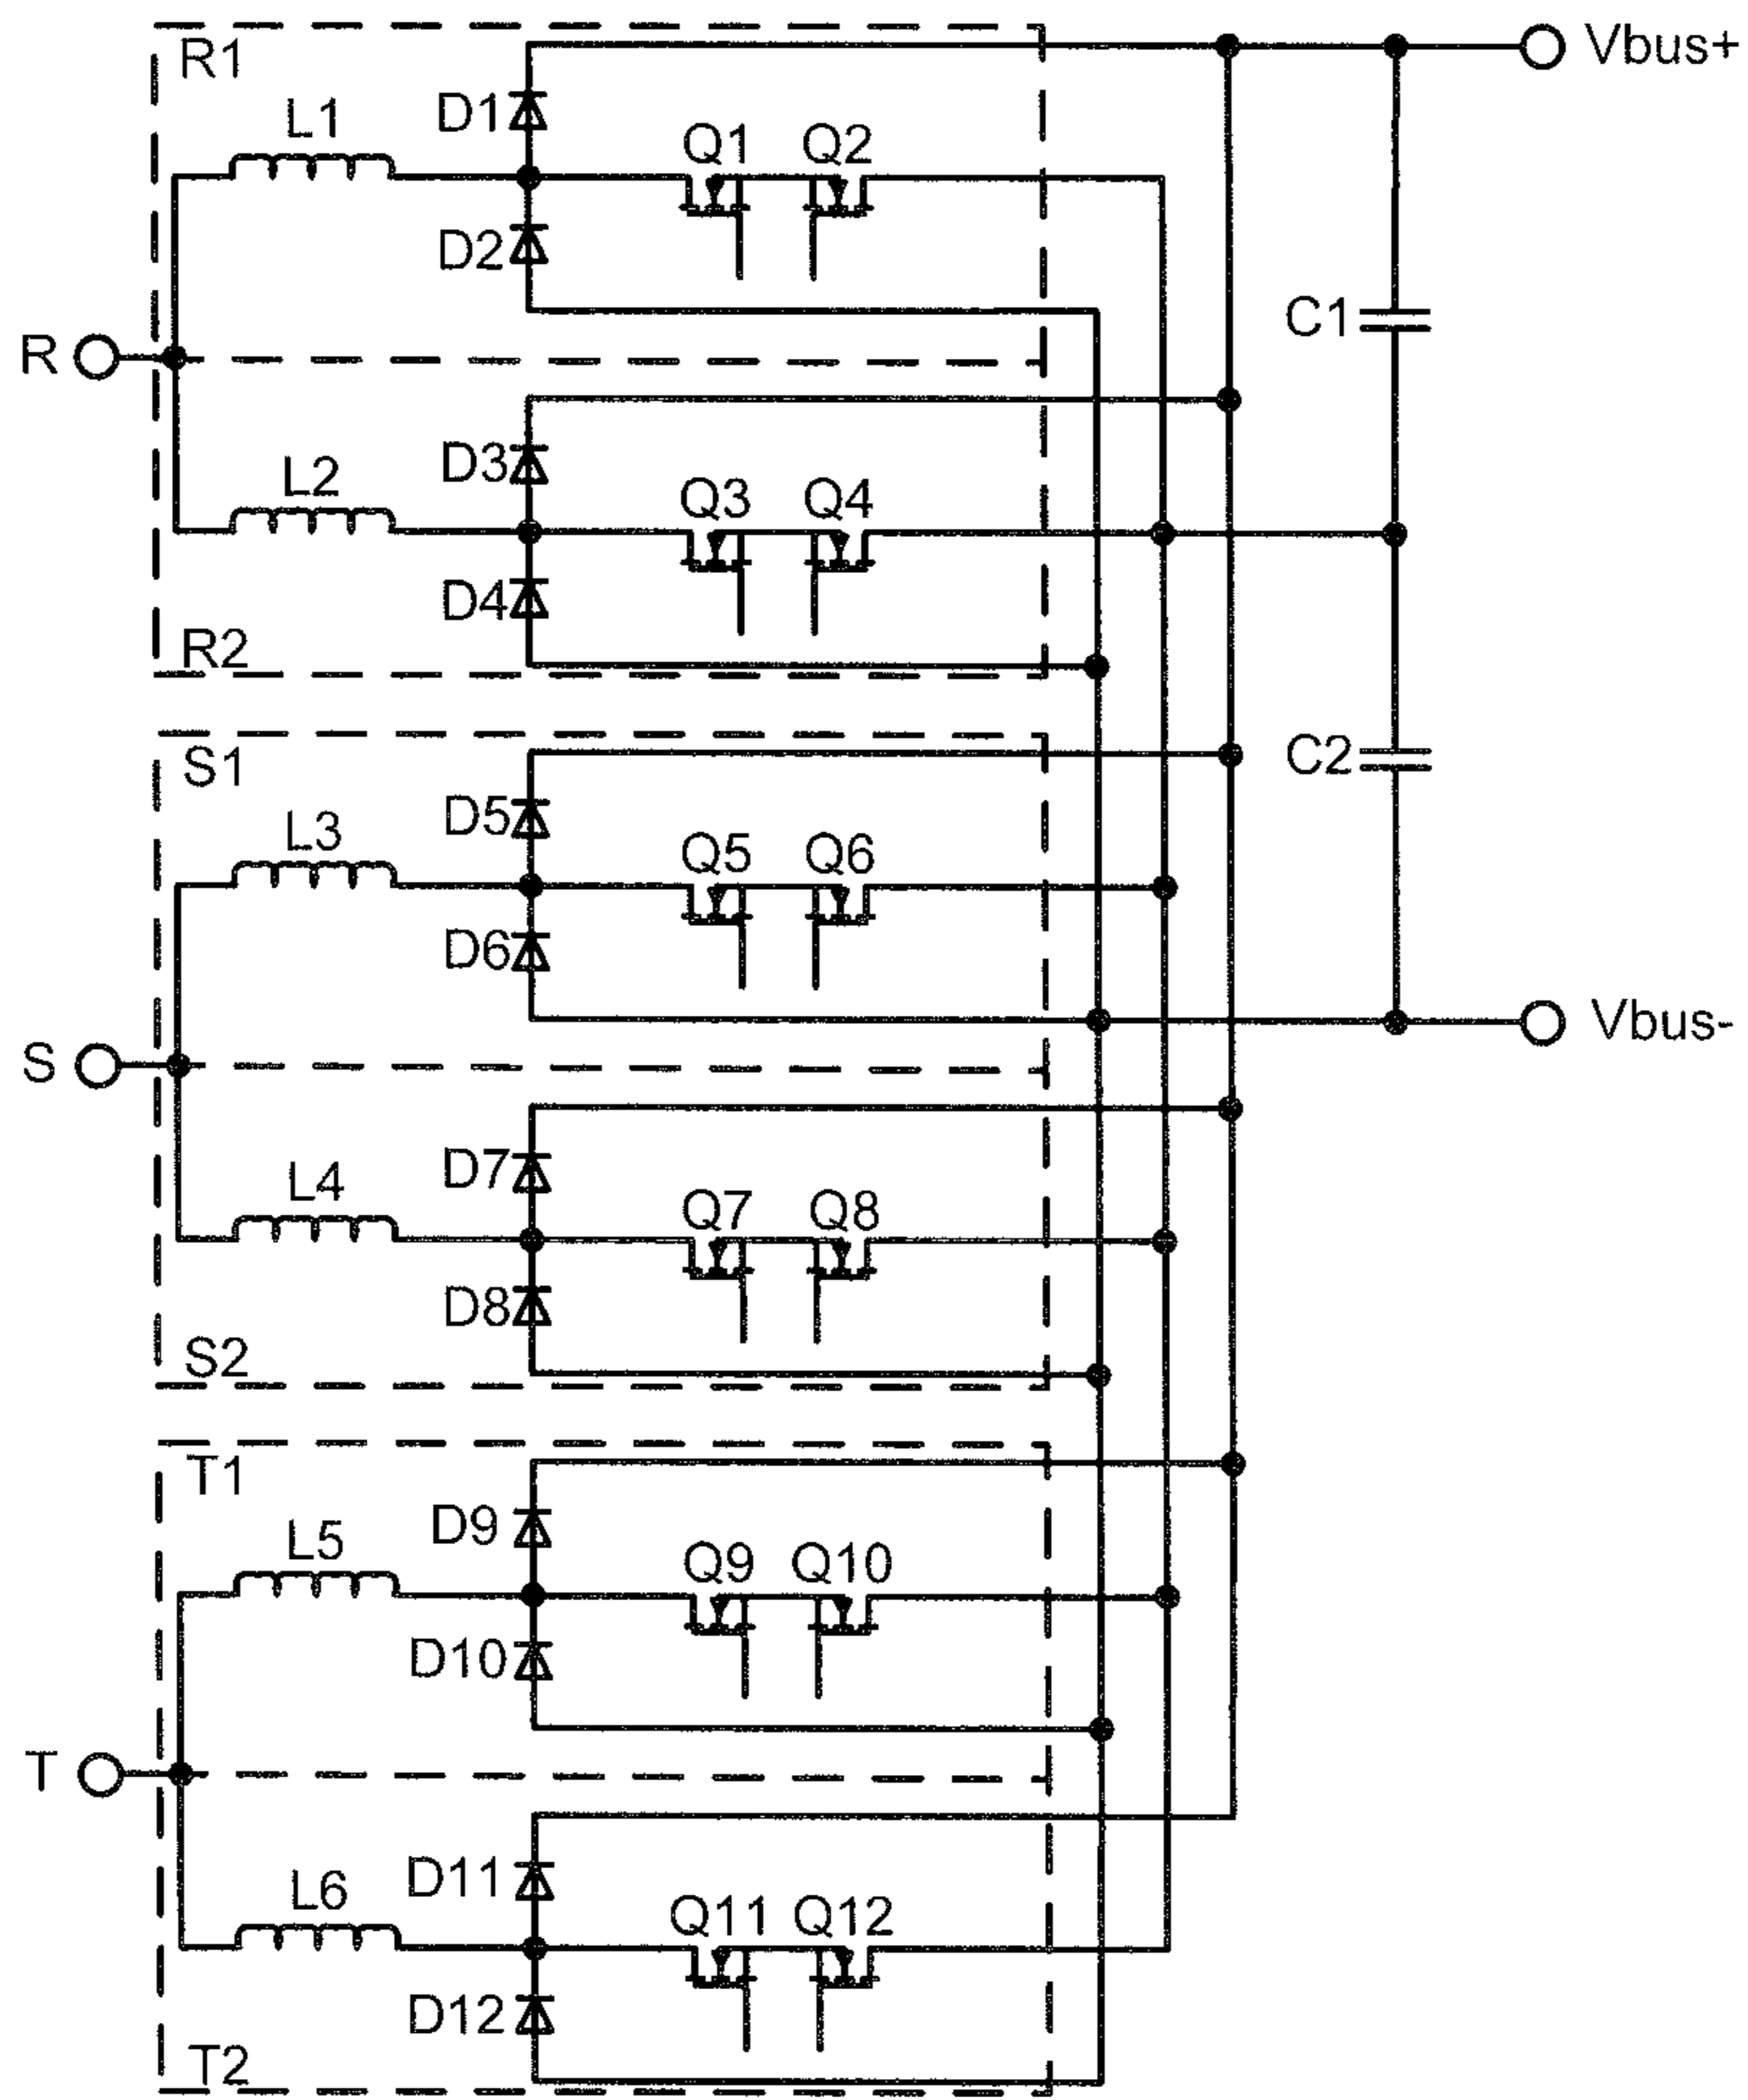 R1
Vbus+
L1
D1
Q1
Q2
D2
C1
R
L2
D3
Q3
Q4
D4
R2
S1
L3
D5
Q5
Q6
C2
D6
Vbus-
S
L4
D7
Q7
Q8
D8
S2
T1
L5
D9
Q9
Q10
D10
T
L6
D11
Q11
Q12
D12
T2